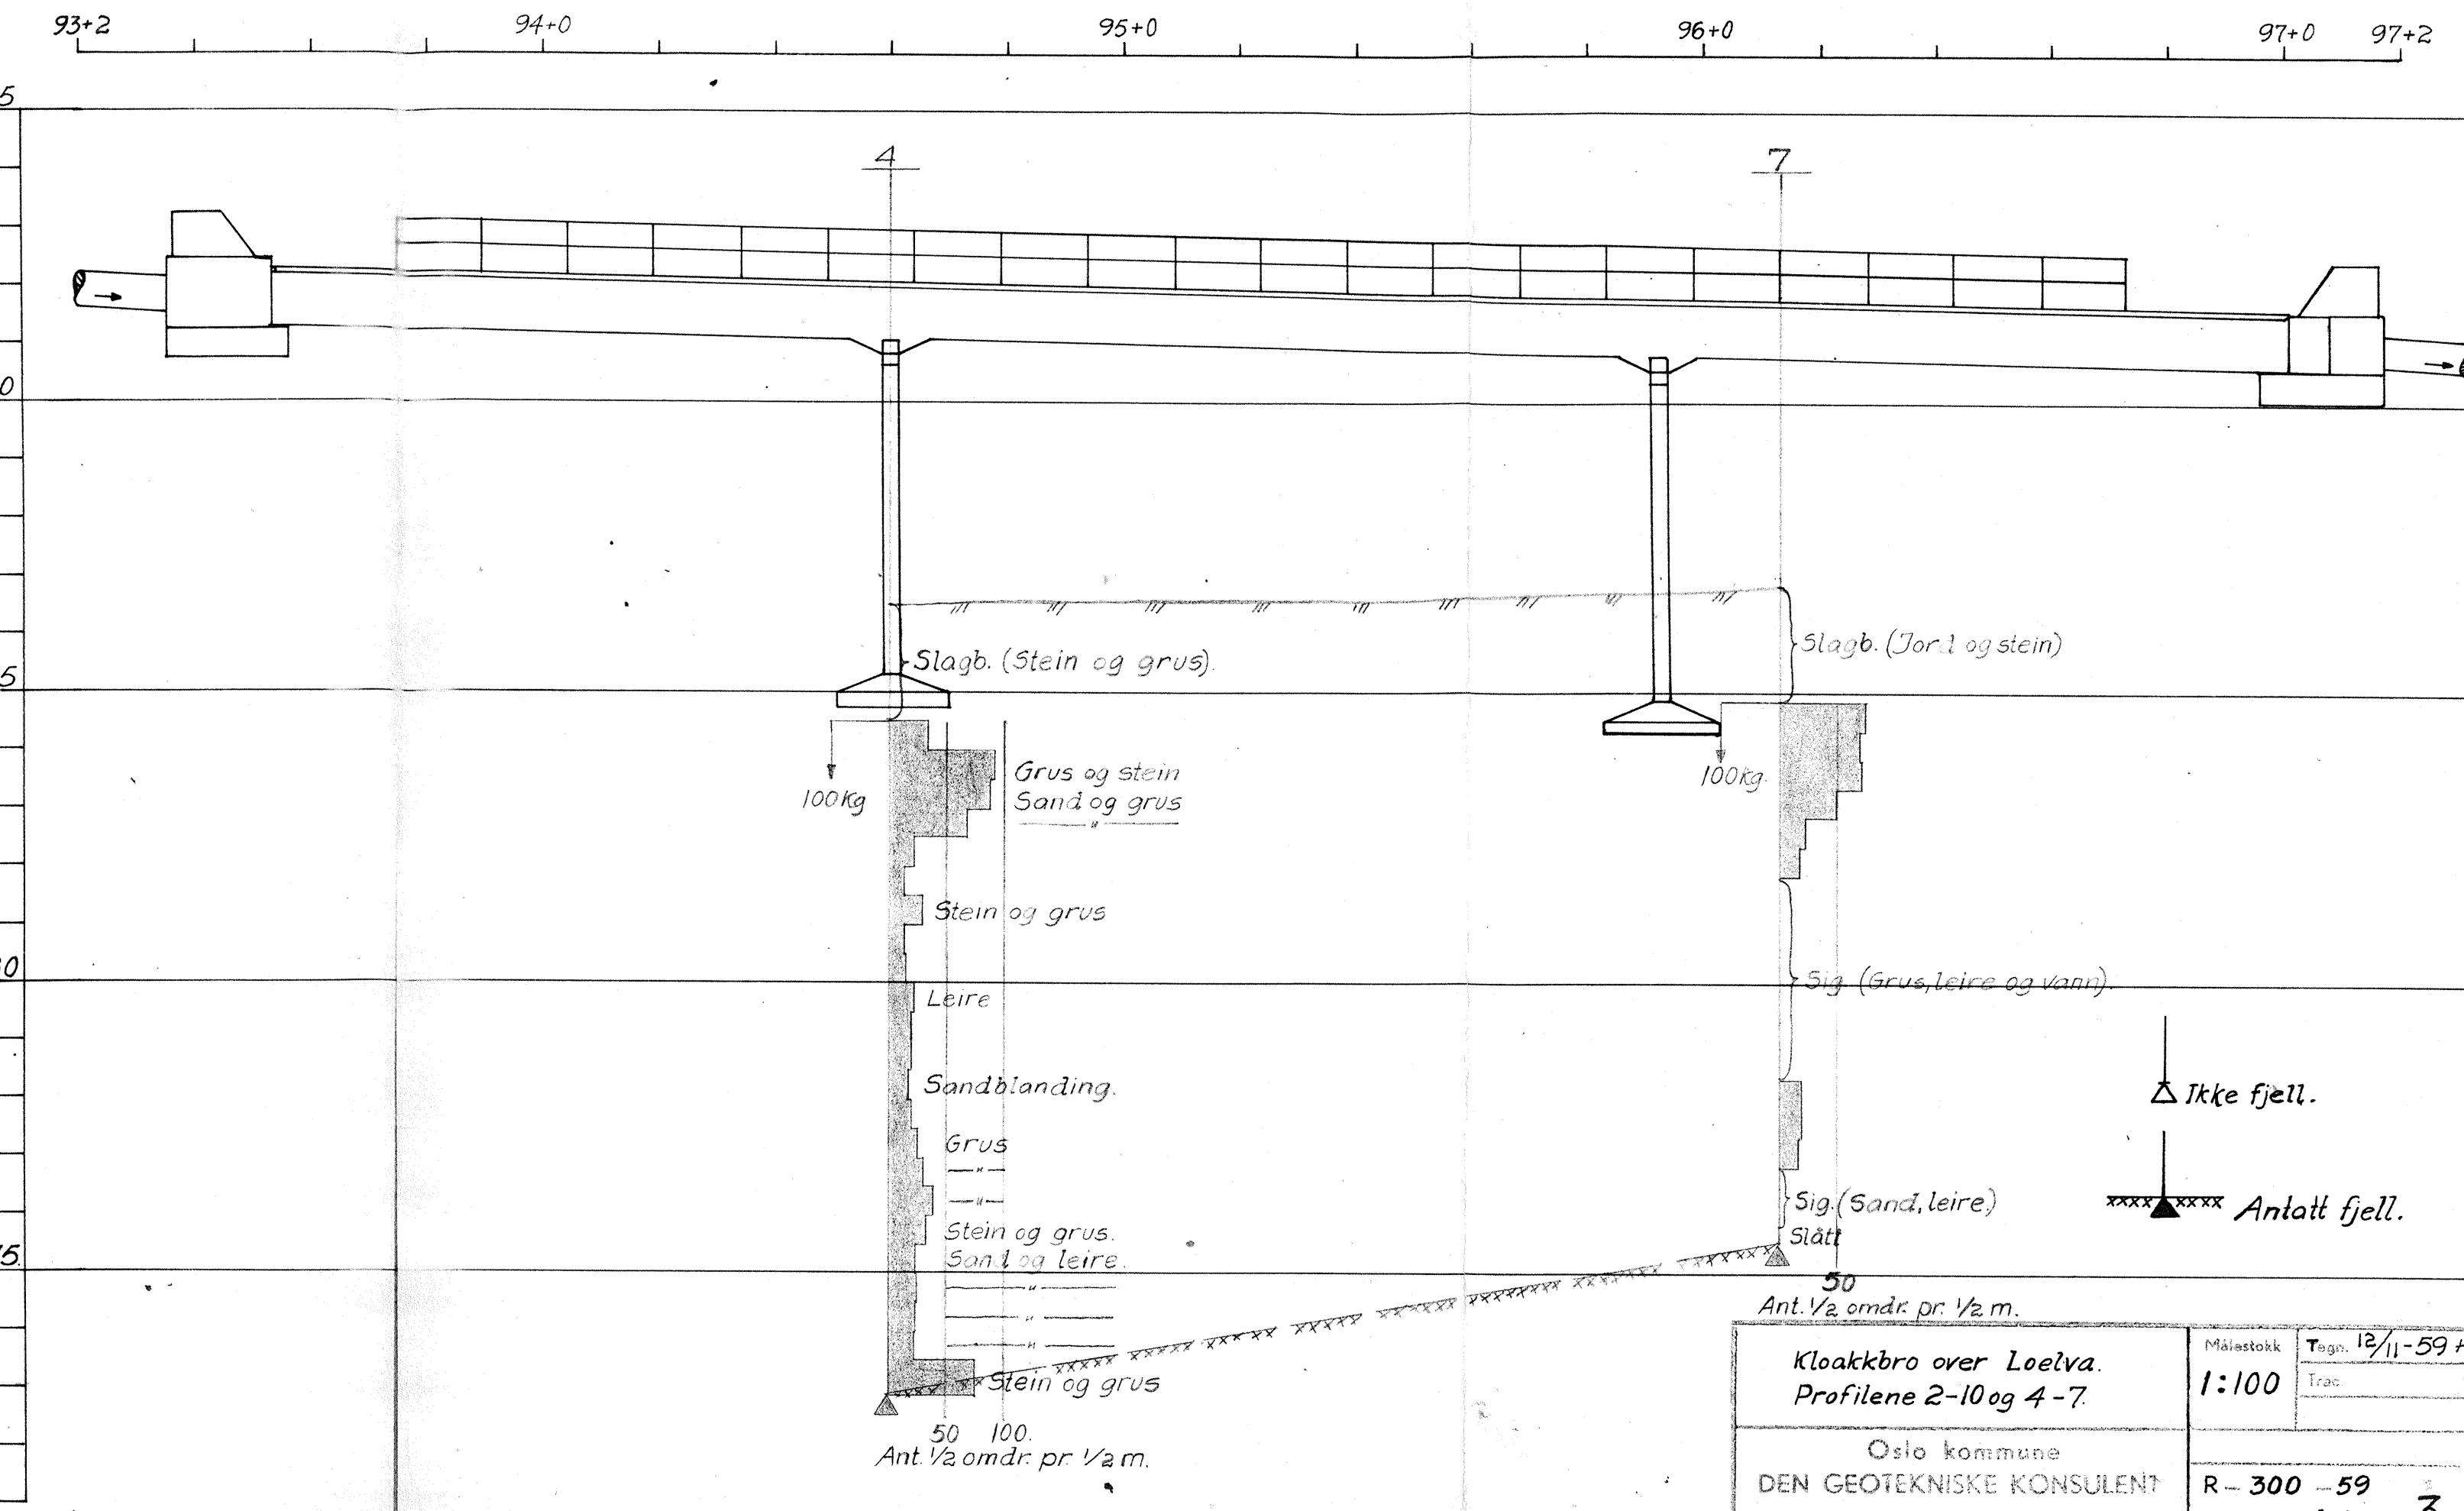 93+2 94+0 95+0 96+0 97+0 97+2
5
4 7
0
Slagb. (Stein og grus).
Slagb. (Jord og stein)
5
100kg
100kg.
Grus og stein
Sand og grus
—"—
Stein og grus
0
Leire
Sig (Grus, leire og vann).
Sandblanding.
Ikke fjell.
Grus
—"—
—"—
Sig. (Sand, leire)
Antatt fjell.
Stein og grus.
Slått
Sand og leire.
5
—"—
—"—
—"—
50
Ant. 1/2 omdr. pr. 1/2 m.
Stein og grus
50 100.
Ant. 1/2 omdr. pr. 1/2 m.
Kloakkbro over Loelva.
Profilene 2-10 og 4-7.
Målestokk
1:100
Tegn. 12/11-59
Trac.
Oslo kommune
DEN GEOTEKNISKE KONSULENT
R-300-59